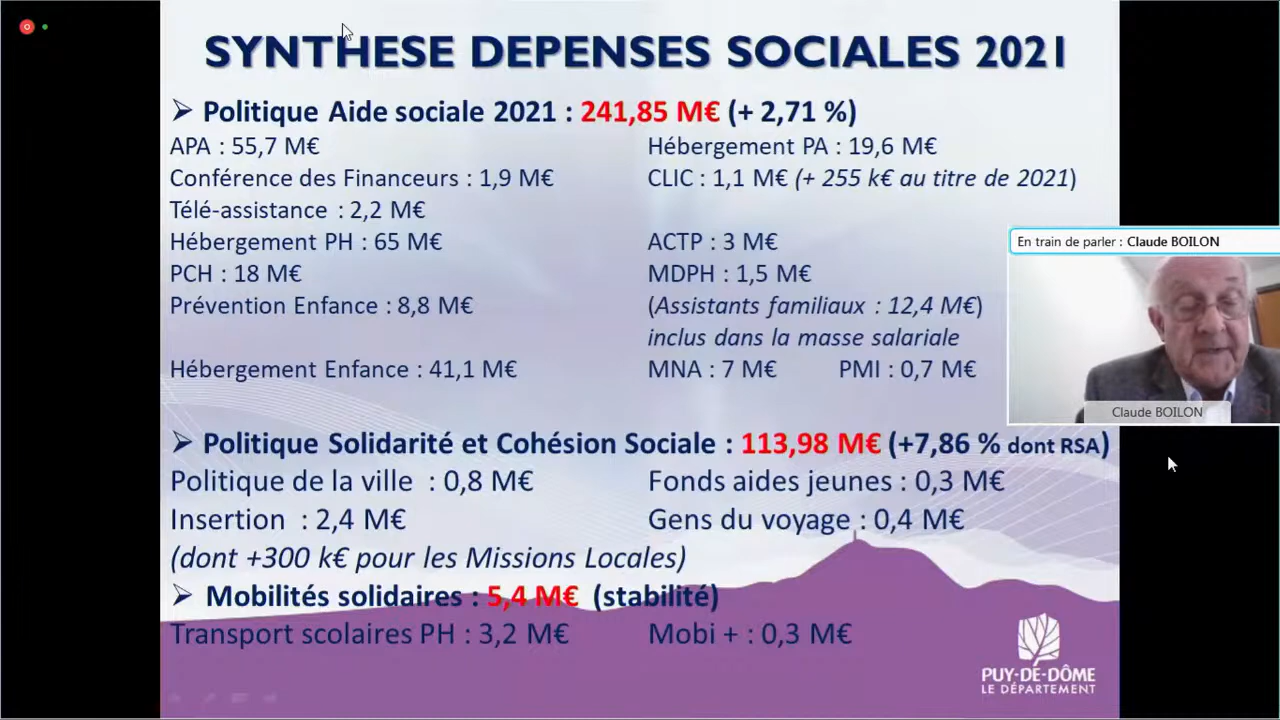 SYNTHESE DEPENSES SOCIALES 2021
➢ Politique Aide sociale 2021 : 241,85 M€ (+ 2,71 %)
APA : 55,7 M€ Hébergement PA : 19,6 M€
Conférence des Financeurs : 1,9 M€ CLIC : 1,1 M€ (+ 255 k€ au titre de 2021)
Télé-assistance : 2,2 M€
Hébergement PH : 65 M€ ACTP : 3 M€
En train de parler : Claude BOILON
PCH : 18 M€ MDPH : 1,5 M€
Prévention Enfance : 8,8 M€ (Assistants familiaux : 12,4 M€)
inclus dans la masse salariale
Hébergement Enfance : 41,1 M€ MNA : 7 M€ PMI : 0,7 M€
Claude BOILON
➢ Politique Solidarité et Cohésion Sociale : 113,98 M€ (+7,86 % dont RSA)
Politique de la ville : 0,8 M€ Fonds aides jeunes : 0,3 M€
Insertion : 2,4 M€ Gens du voyage : 0,4 M€
(dont +300 k€ pour les Missions Locales)
➢ Mobilités solidaires : 5,4 M€ (stabilité)
Transport scolaires PH : 3,2 M€ Mobi + : 0,3 M€
PUY-DE-DÔME
LE DÉPARTEMENT